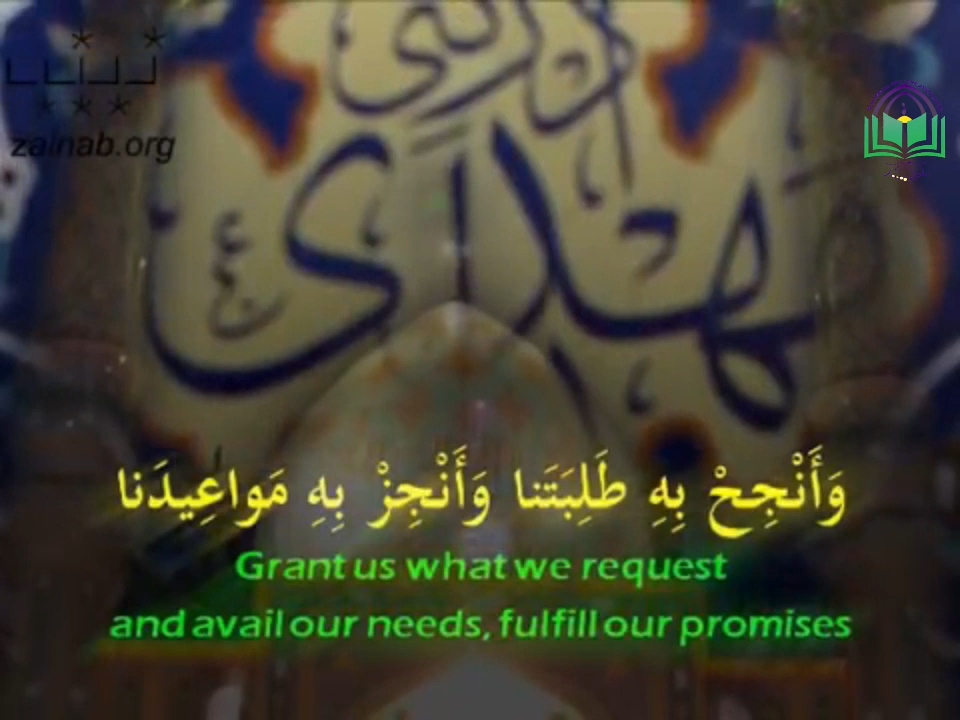 zainab.org
وَأَنْجِحْ بِهِ طَلِبَتَنا وَأَنْجِزْ بِهِ مَواعِيدَنا
Grant us what we request
and avail our needs, fulfill our promises